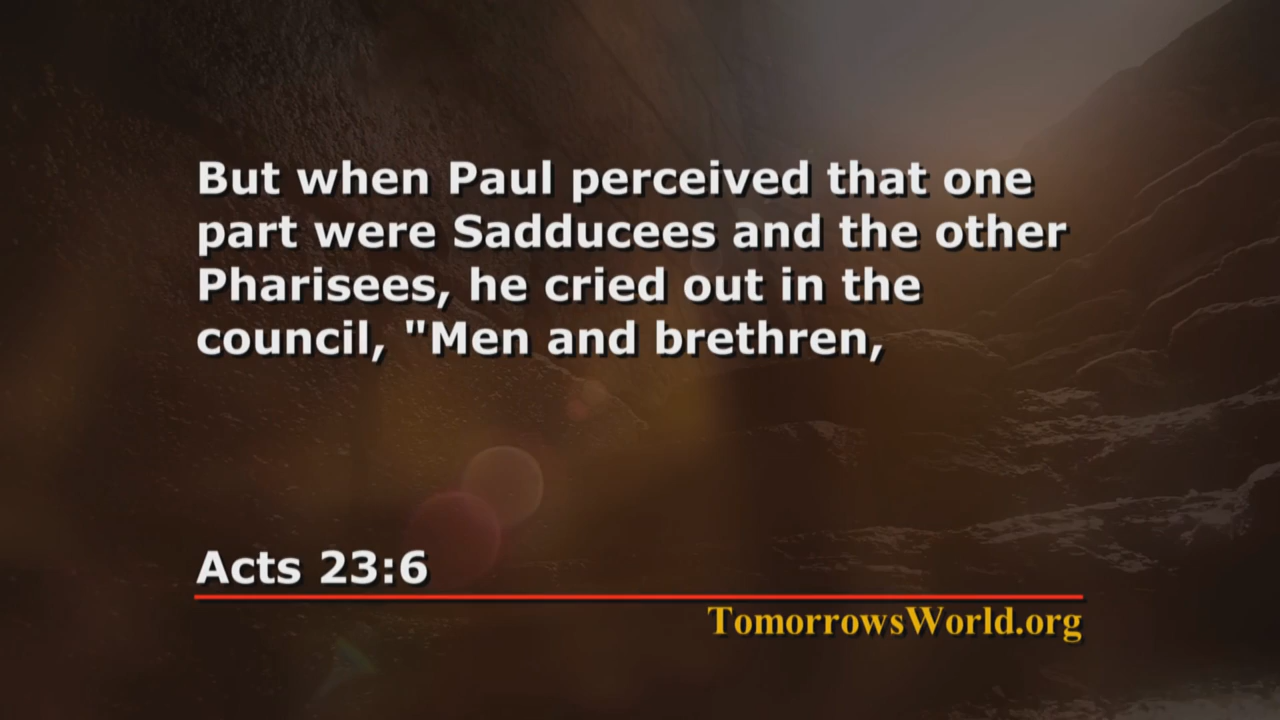 But when Paul perceived that one
part were Sadducees and the other
Pharisees, he cried out in the
council, "Men and brethren,
Acts 23:6
TomorrowsWorld.org